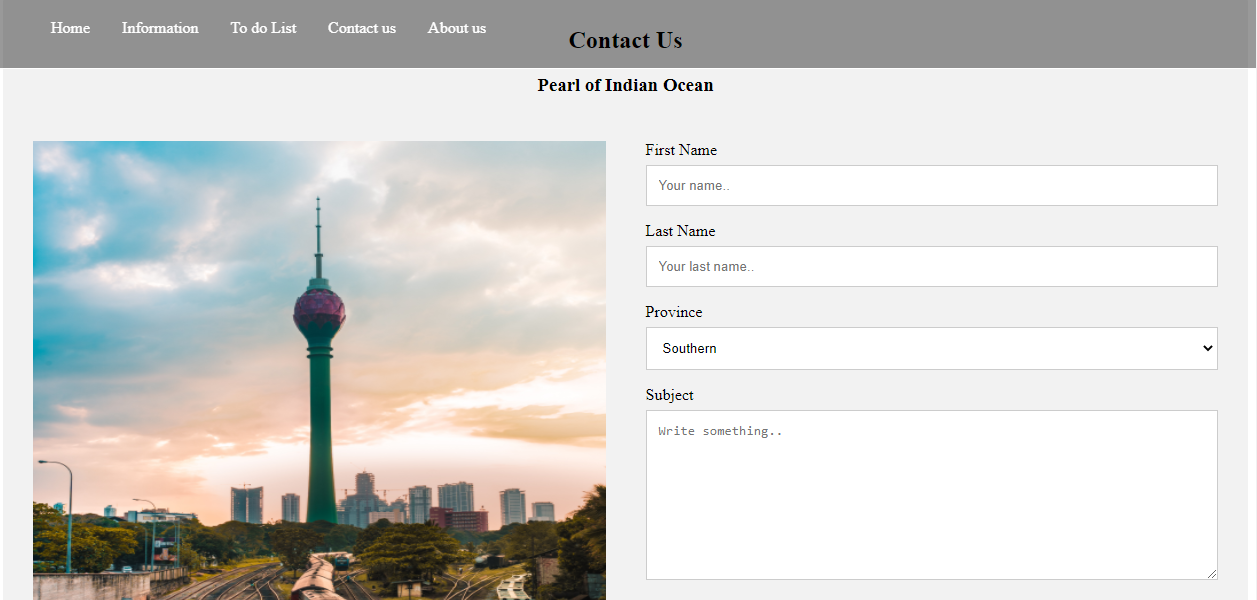 Home Information To do List Contact us About us
Contact Us
Pearl of Indian Ocean
First Name
Your name..
Last Name
Your last name..
Province
Southern
Subject
Write something..